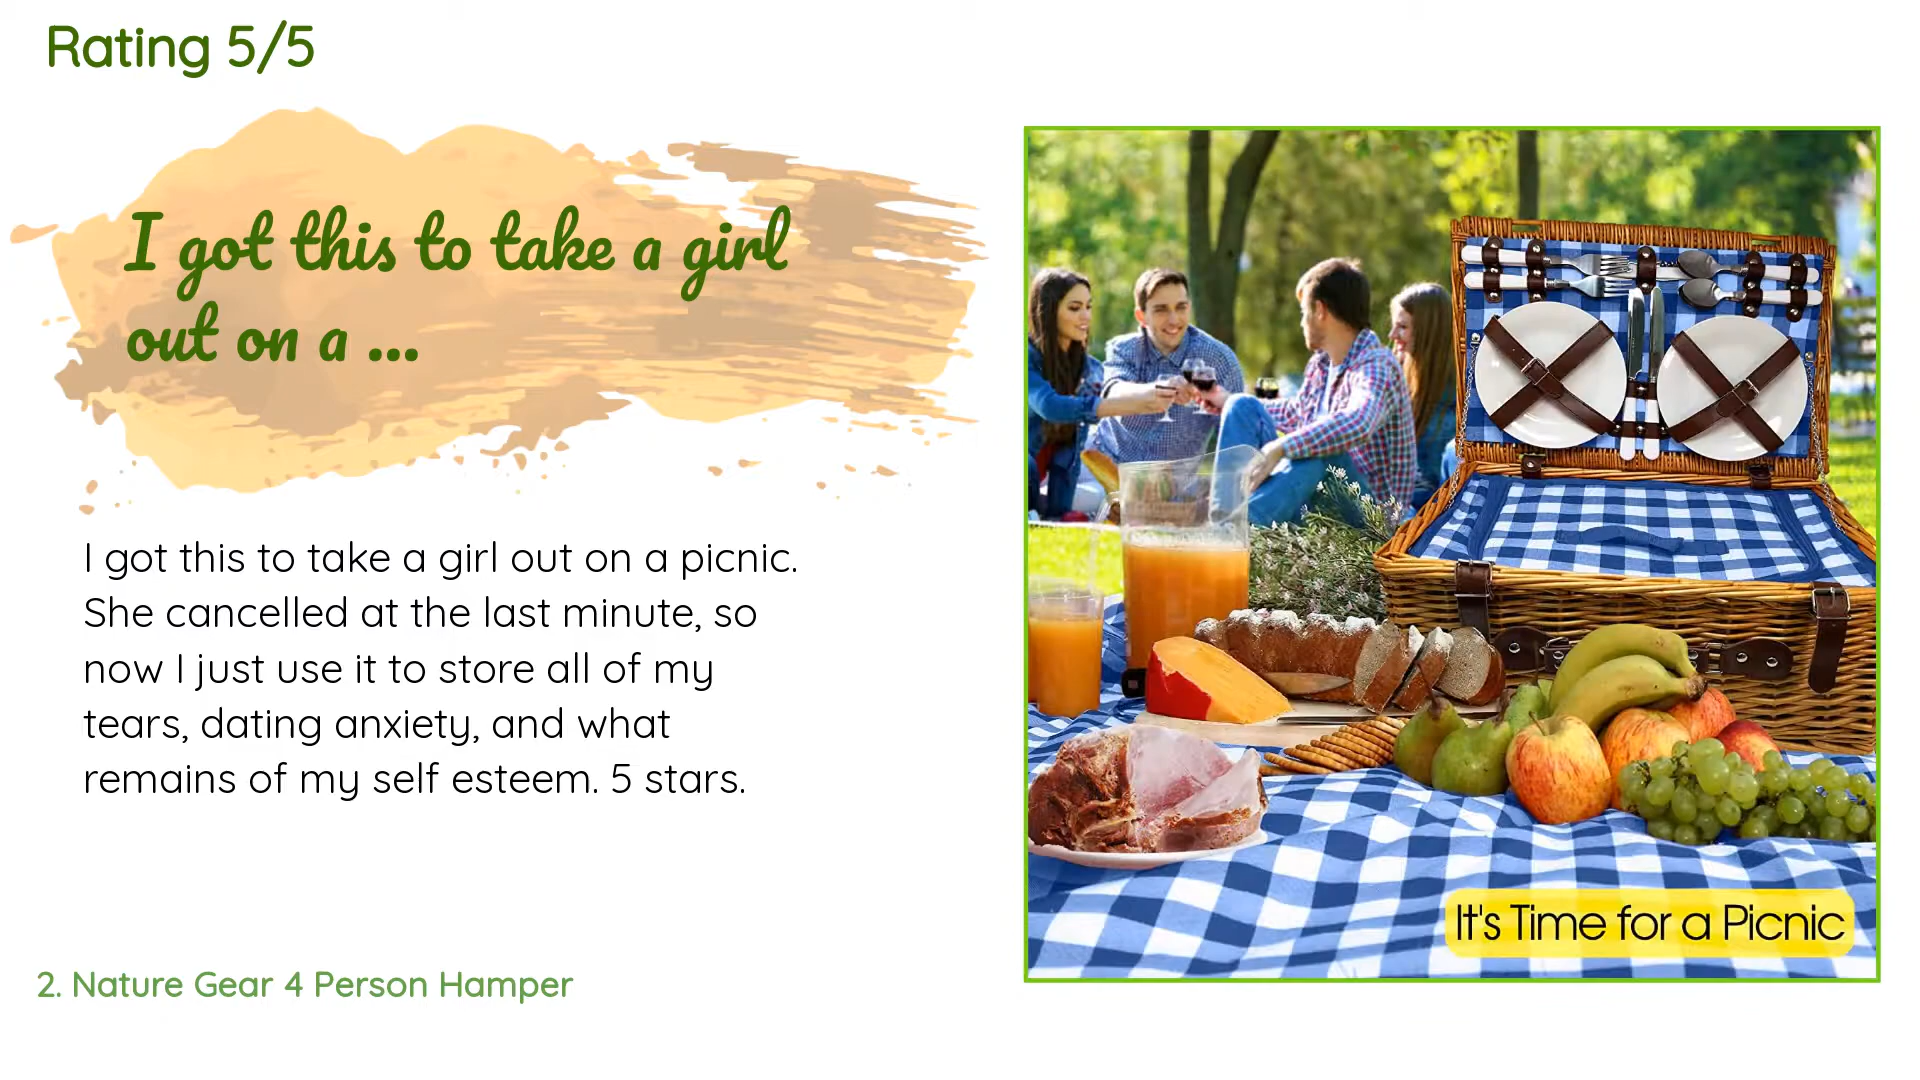 Rating 5/5
I got this to take a girl
out on a ...
I got this to take a girl out on a picnic.
She cancelled at the last minute, so
now I just use it to store all of my
tears, dating anxiety, and what
remains of my self esteem. 5 stars.
It's Time for a Picnic
2. Nature Gear 4 Person Hamper